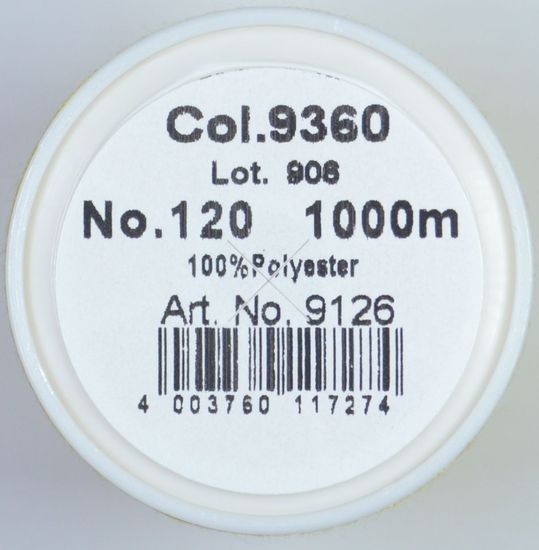 Col.9360
Lot. 908
No.120 1000m
100%Polyester
Art. No. 9126
4 003760 117274